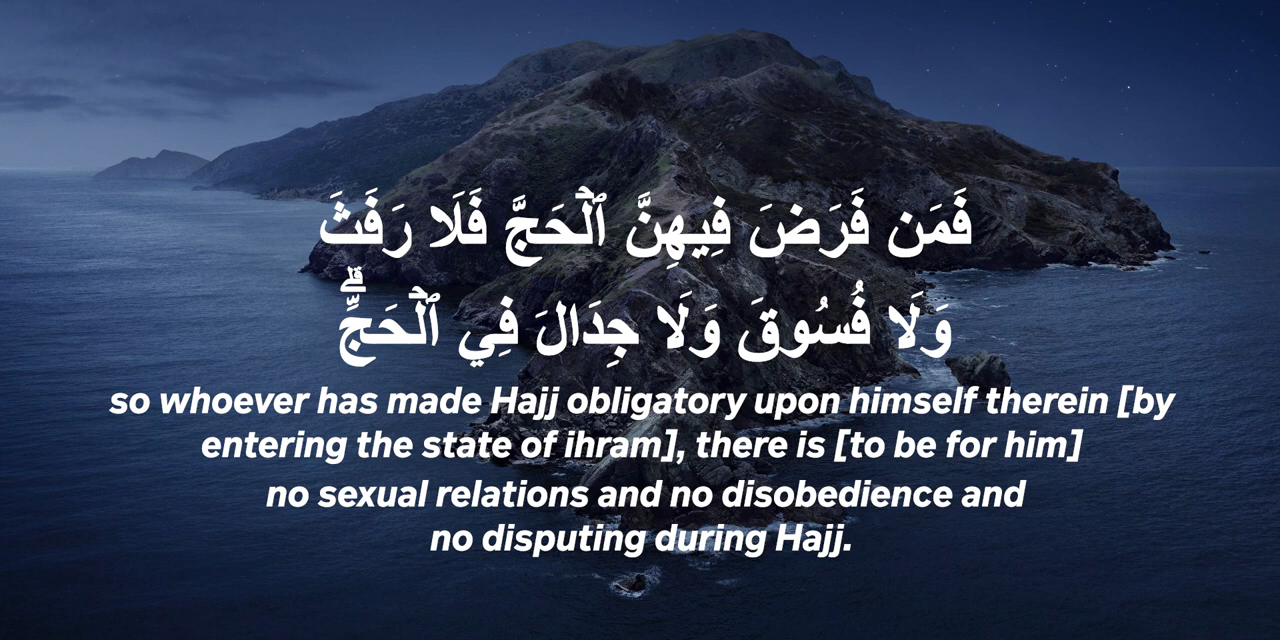 فَمَن فَرَضَ فِيهِنَّ ٱلْحَجَّ فَلَا رَفَثَ
وَلَا فُسُوقَ وَلَا جِدَالَ فِي ٱلْحَجِّۗ
so whoever has made Hajj obligatory upon himself therein [by
entering the state of ihram], there is [to be for him]
no sexual relations and no disobedience and
no disputing during Hajj.